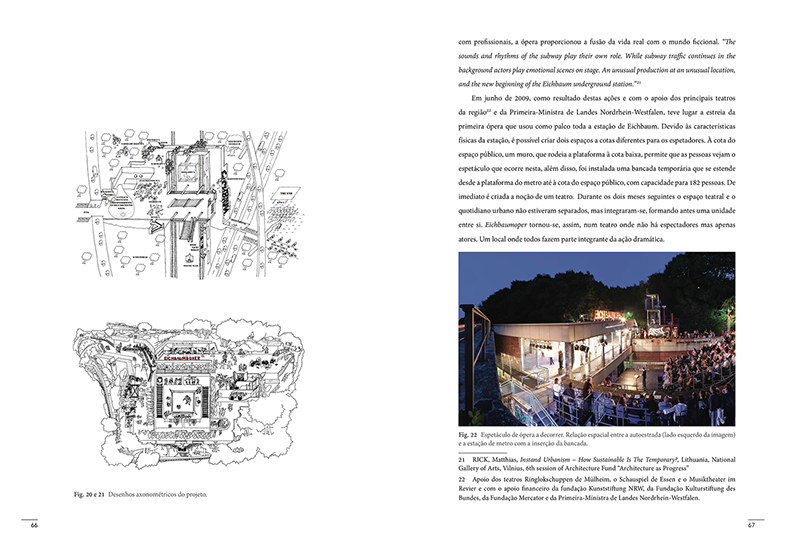 EICHBAUMOPER
Fig. 20 e 21 Desenhos axonométricos do projeto.
66
com profissionais, a ópera proporcionou a fusão da vida real com o mundo ficcional. “The
sounds and rhythms of the subway play their own role. While subway traffic continues in the
background actors play emotional scenes on stage. An unusual production at an unusual location,
and the new beginning of the Eichbaum underground station.”21
Em junho de 2009, como resultado destas ações e com o apoio dos principais teatros
da região22 e da Primeira-Ministra de Landes Nordrhein-Westfalen, teve lugar a estreia da
primeira ópera que usou como palco toda a estação de Eichbaum. Devido às características
físicas da estação, é possível criar dois espaços a cotas diferentes para os espetadores. À cota do
espaço público, um muro, que rodeia a plataforma à cota baixa, permite que as pessoas vejam o
espetáculo que ocorre nesta, além disso, foi instalada uma bancada temporária que se estende
desde a plataforma do metro até à cota do espaço público, com capacidade para 182 pessoas. De
imediato é criada a noção de um teatro. Durante os dois meses seguintes o espaço teatral e o
quotidiano urbano não estiveram separados, mas integraram-se, formando antes uma unidade
entre si. Eichbaumoper tornou-se, assim, num teatro onde não há espectadores mas apenas
atores. Um local onde todos fazem parte integrante da ação dramática.
Fig. 22 Espetáculo de ópera a decorrer. Relação espacial entre a autoestrada (lado esquerdo da imagem)
e a estação de metro com a inserção da bancada.
21 RICK, Matthias, Instand Urbanism – How Sustainable Is The Temporary?, Lithuania, National
Gallery of Arts, Vilnius, 6th session of Architecture Fund “Architecture as Progress”
22 Apoio dos teatros Ringlokschuppen de Mülheim, o Schauspiel de Essen e o Musiktheater im
Revier e com o apoio financeiro da fundação Kunststiftung NRW, da Fundação Kulturstiftung des
Bundes, da Fundação Mercator e da Primeira-Ministra de Landes Nordrhein-Westfalen.
67